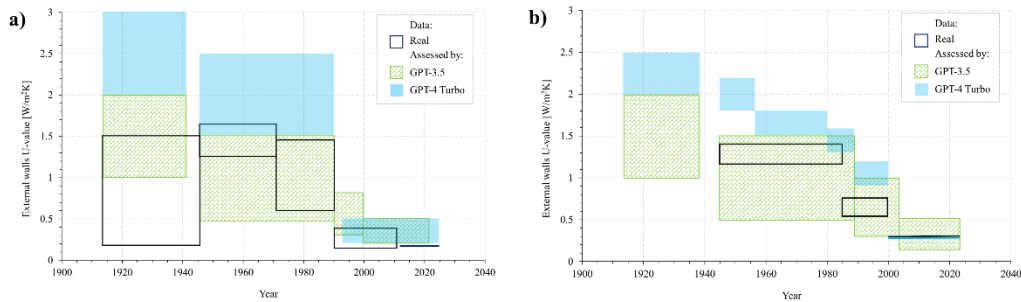 a)
External walls U-value [W/m²K]
3
2.5
2
1.5
1
0.5
0
1900 1920 1940 1960 1980 2000 2020 2040
Year
Data:
Real
Assessed by:
GPT-3.5
GPT-4 Turbo
b)
External walls U-value [W/m²K]
3
2.5
2
1.5
1
0.5
0
1900 1920 1940 1960 1980 2000 2020 2040
Year
Data:
Real
Assessed by:
GPT-3.5
GPT-4 Turbo